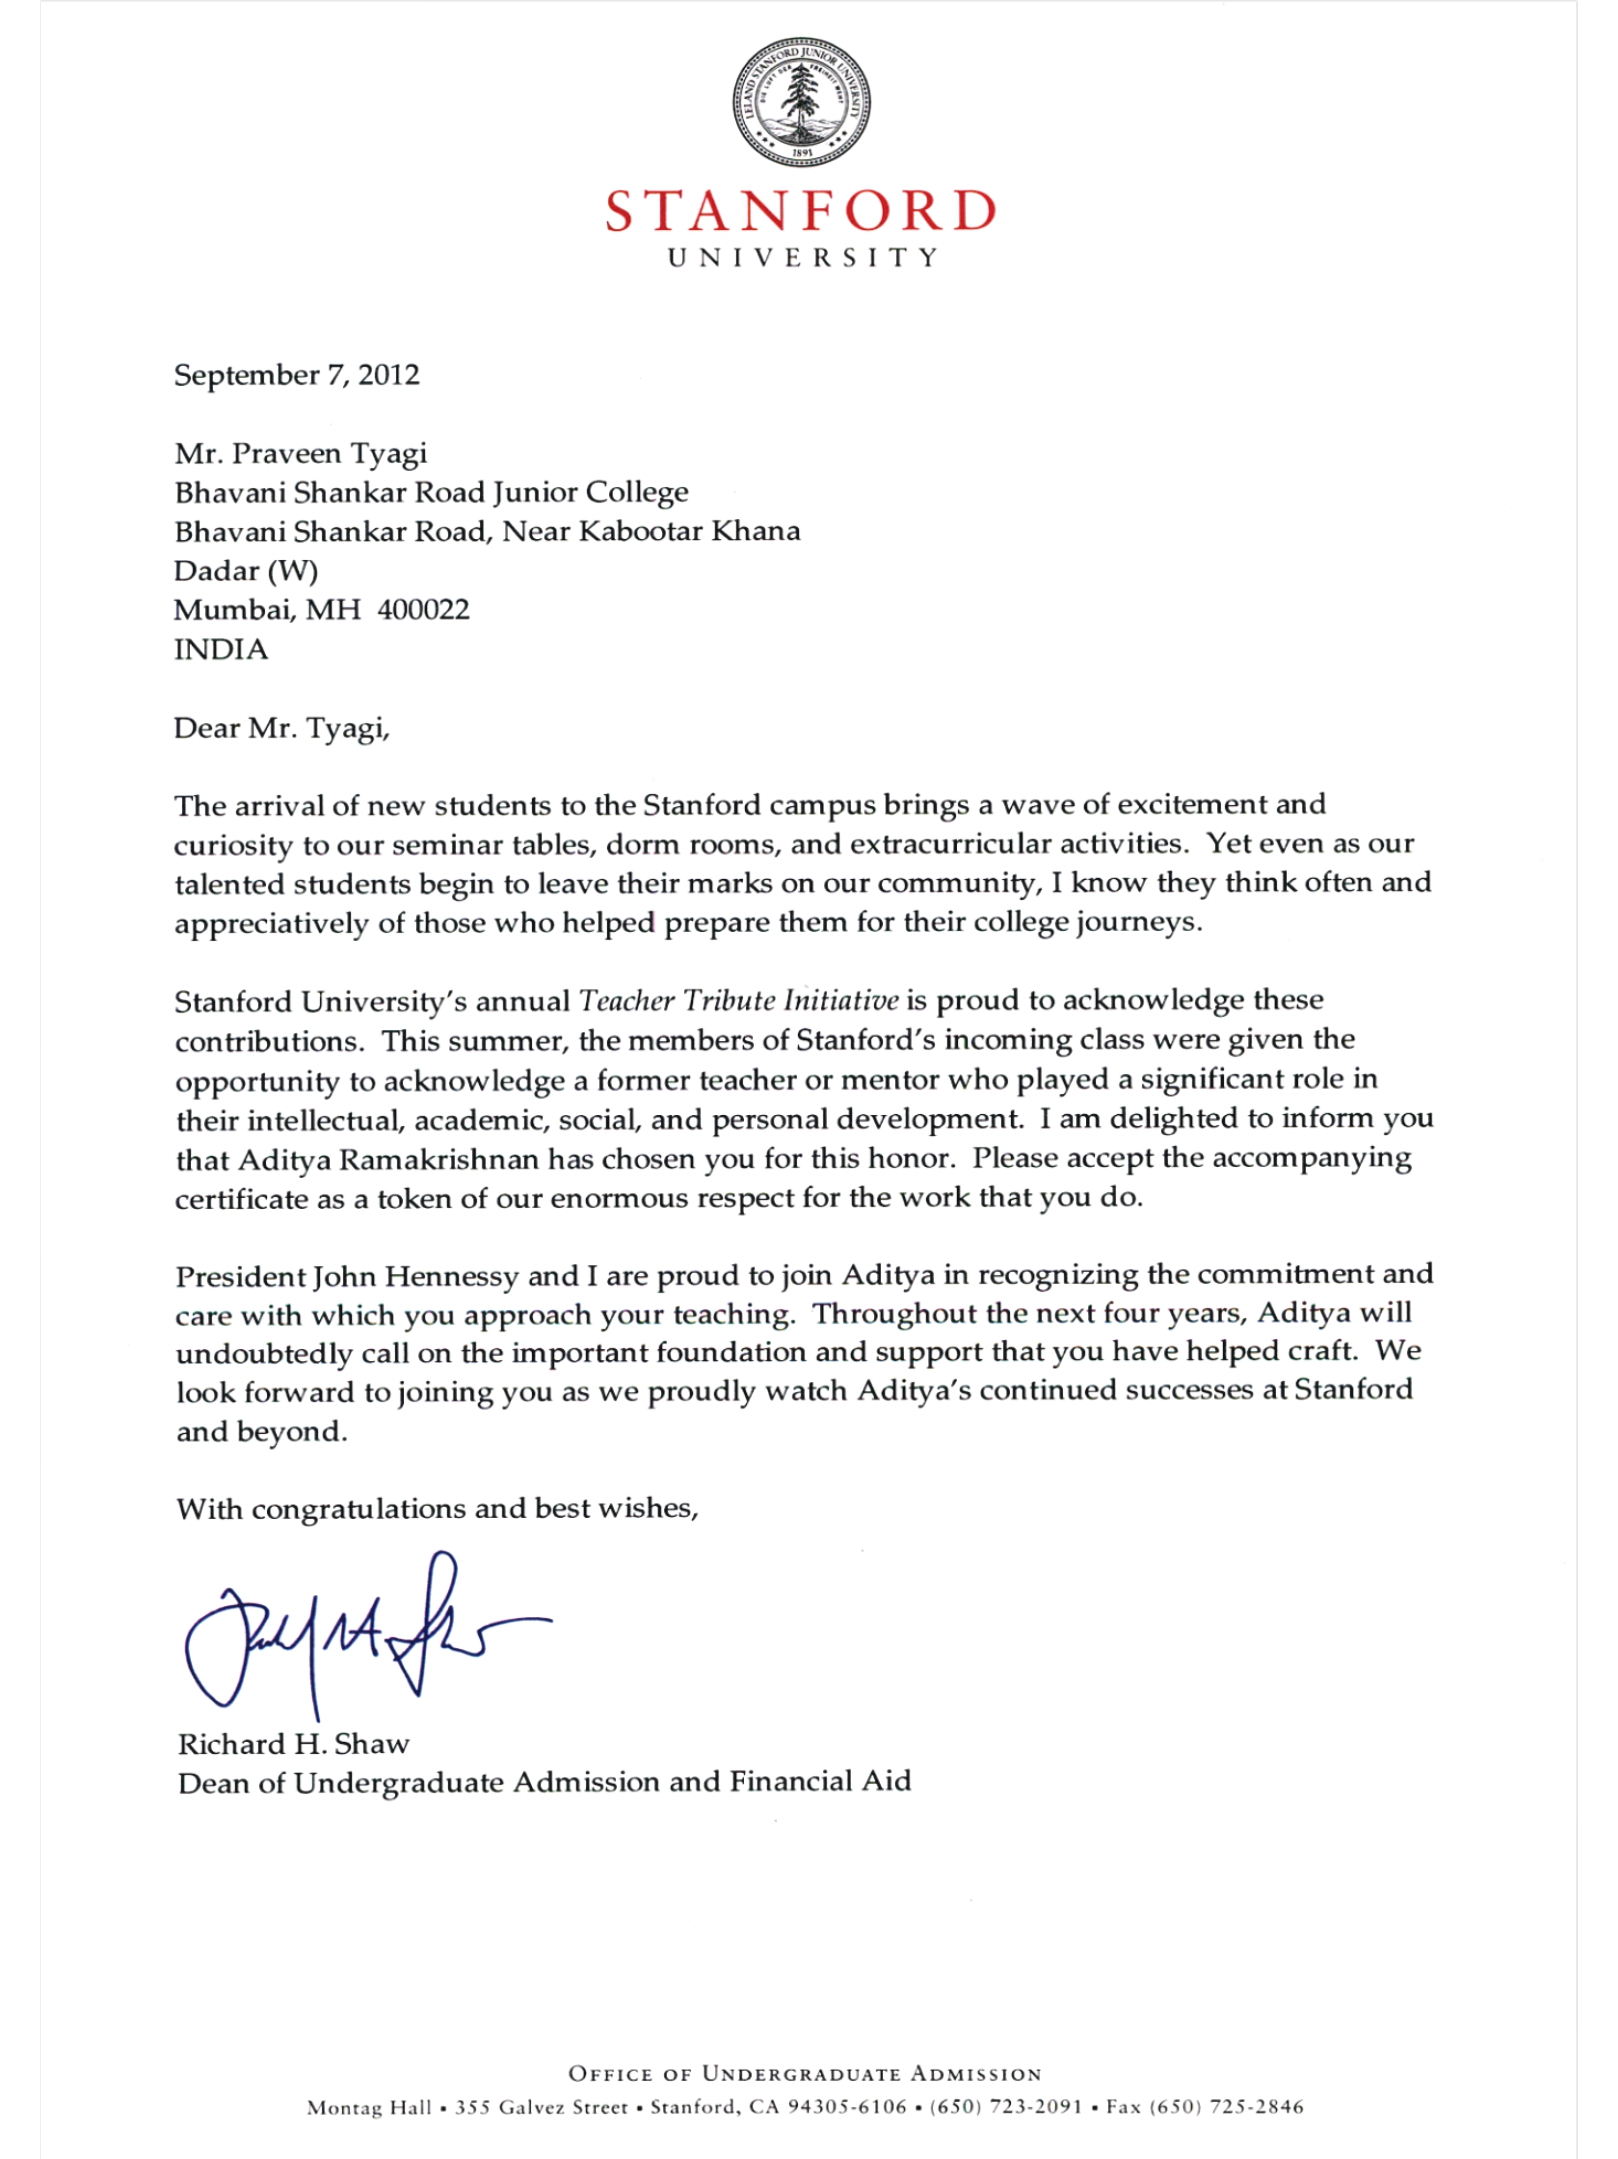 LELAND STANFORD JUNIOR UNIVERSITY
DIE LUFT DER FREIHEIT WEHT
1891
STANFORD
UNIVERSITY
September 7, 2012
Mr. Praveen Tyagi
Bhavani Shankar Road Junior College
Bhavani Shankar Road, Near Kabootar Khana
Dadar (W)
Mumbai, MH  400022
INDIA
Dear Mr. Tyagi,
The arrival of new students to the Stanford campus brings a wave of excitement and
curiosity to our seminar tables, dorm rooms, and extracurricular activities.  Yet even as our
talented students begin to leave their marks on our community, I know they think often and
appreciatively of those who helped prepare them for their college journeys.
Stanford University's annual Teacher Tribute Initiative is proud to acknowledge these
contributions.  This summer, the members of Stanford's incoming class were given the
opportunity to acknowledge a former teacher or mentor who played a significant role in
their intellectual, academic, social, and personal development.  I am delighted to inform you
that Aditya Ramakrishnan has chosen you for this honor.  Please accept the accompanying
certificate as a token of our enormous respect for the work that you do.
President John Hennessy and I are proud to join Aditya in recognizing the commitment and
care with which you approach your teaching.  Throughout the next four years, Aditya will
undoubtedly call on the important foundation and support that you have helped craft.  We
look forward to joining you as we proudly watch Aditya's continued successes at Stanford
and beyond.
With congratulations and best wishes,
Richard H. Shaw
Dean of Undergraduate Admission and Financial Aid
OFFICE OF UNDERGRADUATE ADMISSION
Montag Hall • 355 Galvez Street • Stanford, CA 94305-6106 • (650) 723-2091 • Fax (650) 725-2846